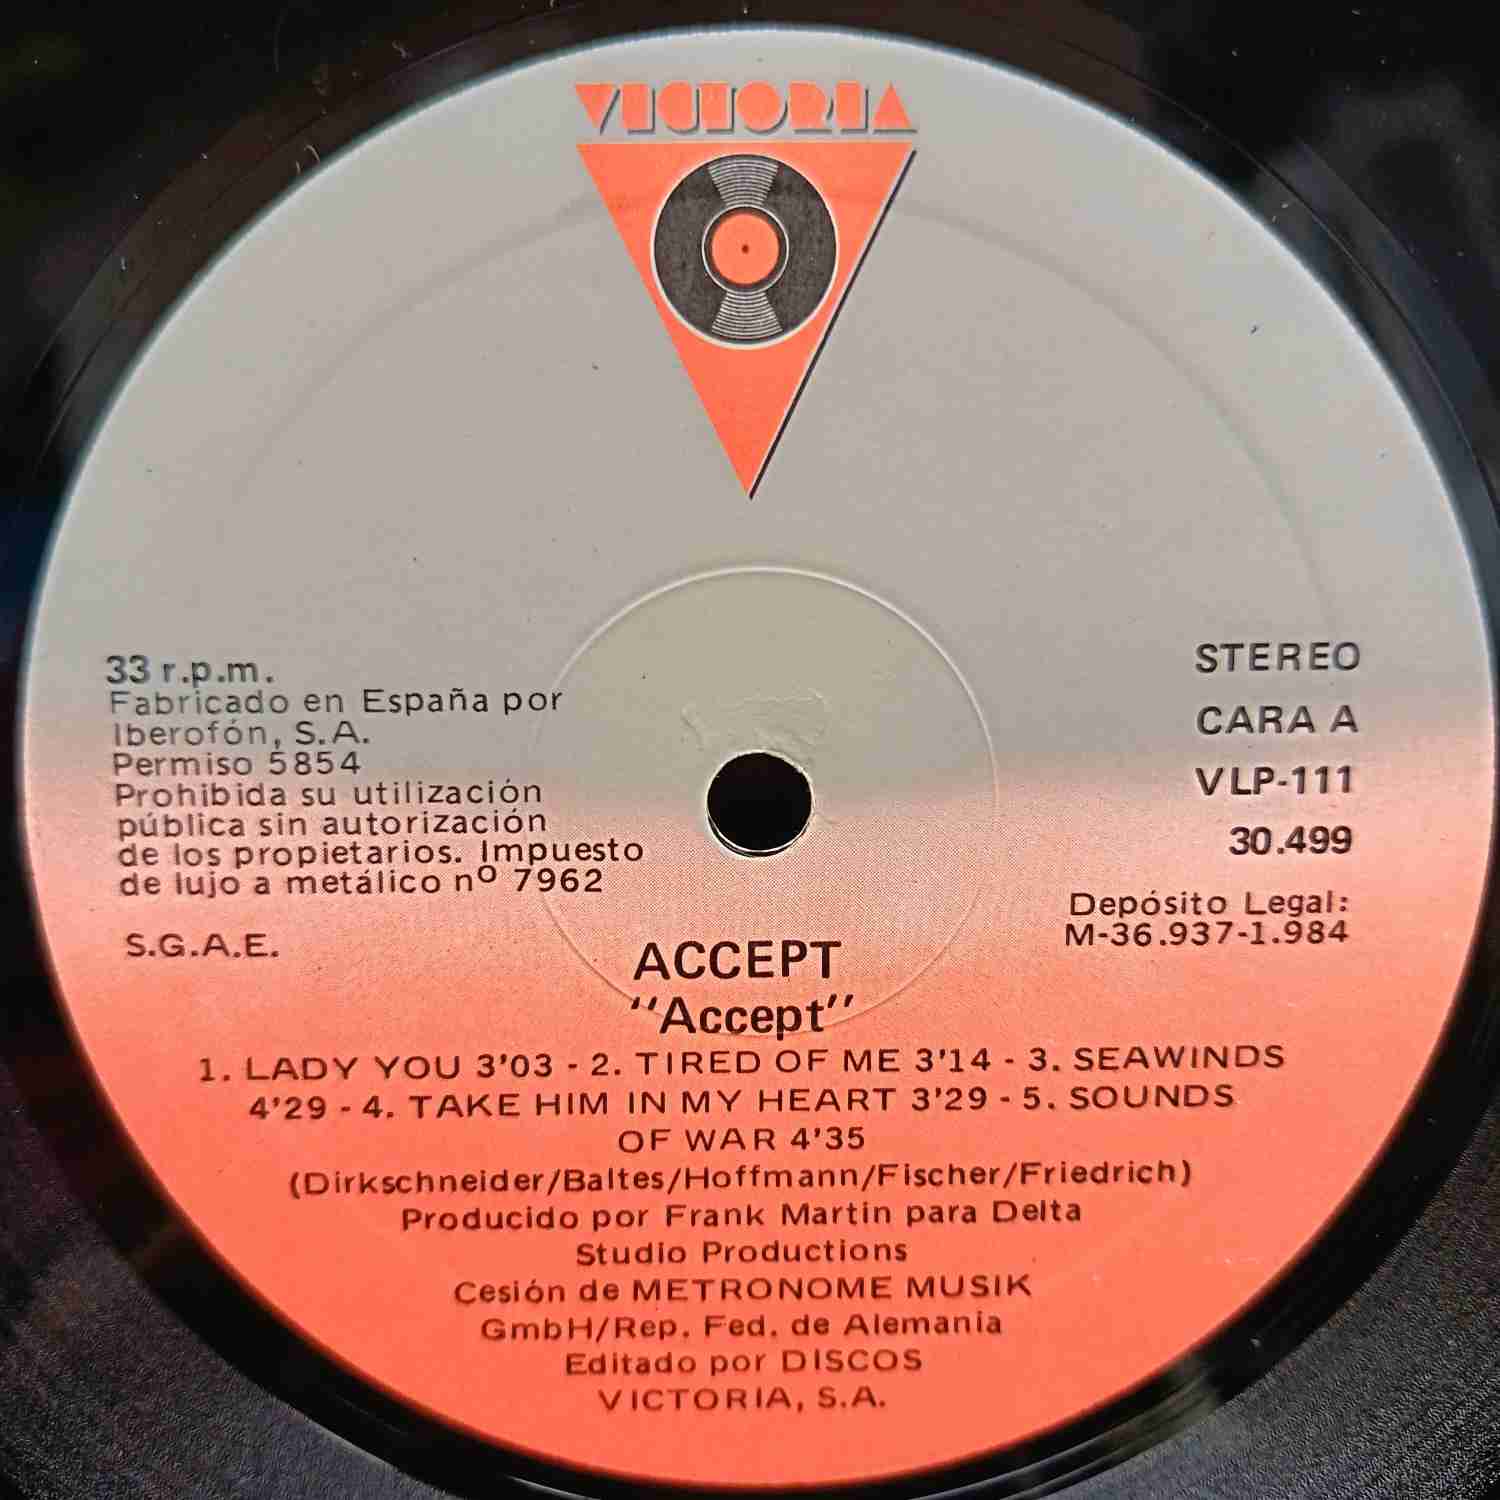 VICTORIA
33 r.p.m.
Fabricado en España por
Iberofón, S.A.
Permiso 5854
Prohibida su utilización
pública sin autorización
de los propietarios. Impuesto
de lujo a metálico nº 7962
S.G.A.E.
STEREO
CARA A
VLP-111
30.499
Depósito Legal:
M-36.937-1.984
ACCEPT
"Accept"
1. LADY YOU 3'03 - 2. TIRED OF ME 3'14 - 3. SEAWINDS
4'29 - 4. TAKE HIM IN MY HEART 3'29 - 5. SOUNDS
OF WAR 4'35
(Dirkschneider/Baltes/Hoffmann/Fischer/Friedrich)
Producido por Frank Martin para Delta
Studio Productions
Cesión de METRONOME MUSIK
GmbH/Rep. Fed. de Alemania
Editado por DISCOS
VICTORIA, S.A.